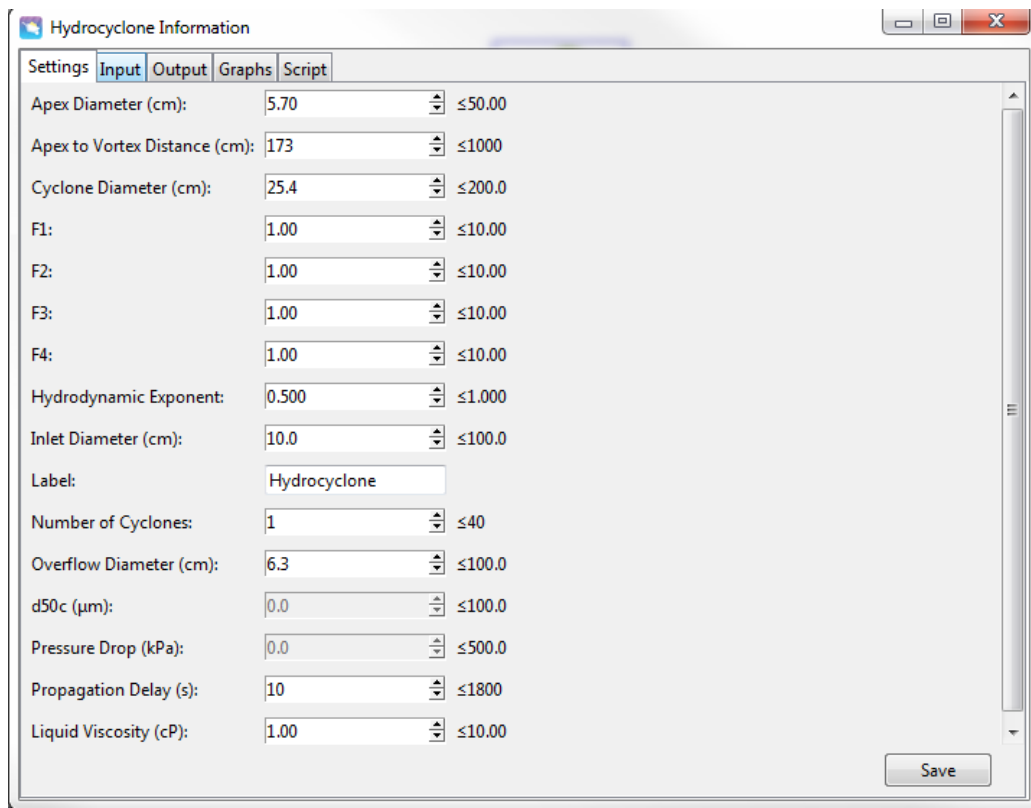 Hydrocyclone Information
Settings Input Output Graphs Script
Apex Diameter (cm): 5.70 ≤50.00
Apex to Vortex Distance (cm): 173 ≤1000
Cyclone Diameter (cm): 25.4 ≤200.0
F1: 1.00 ≤10.00
F2: 1.00 ≤10.00
F3: 1.00 ≤10.00
F4: 1.00 ≤10.00
Hydrodynamic Exponent: 0.500 ≤1.000
Inlet Diameter (cm): 10.0 ≤100.0
Label: Hydrocyclone
Number of Cyclones: 1 ≤40
Overflow Diameter (cm): 6.3 ≤100.0
d50c (μm): 0.0 ≤100.0
Pressure Drop (kPa): 0.0 ≤500.0
Propagation Delay (s): 10 ≤1800
Liquid Viscosity (cP): 1.00 ≤10.00
Save